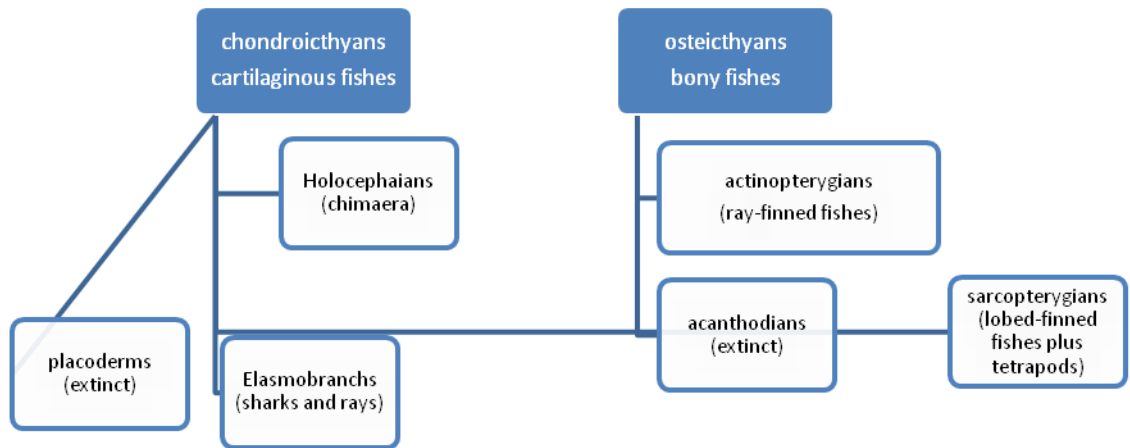 chondroicthyans
cartilaginous fishes
osteicthyans
bony fishes
Holocephaians
(chimaera)
actinopterygians
(ray-finned fishes)
placoderms
(extinct)
Elasmobranchs
(sharks and rays)
acanthodians
(extinct)
sarcopterygians
(lobed-finned
fishes plus
tetrapods)